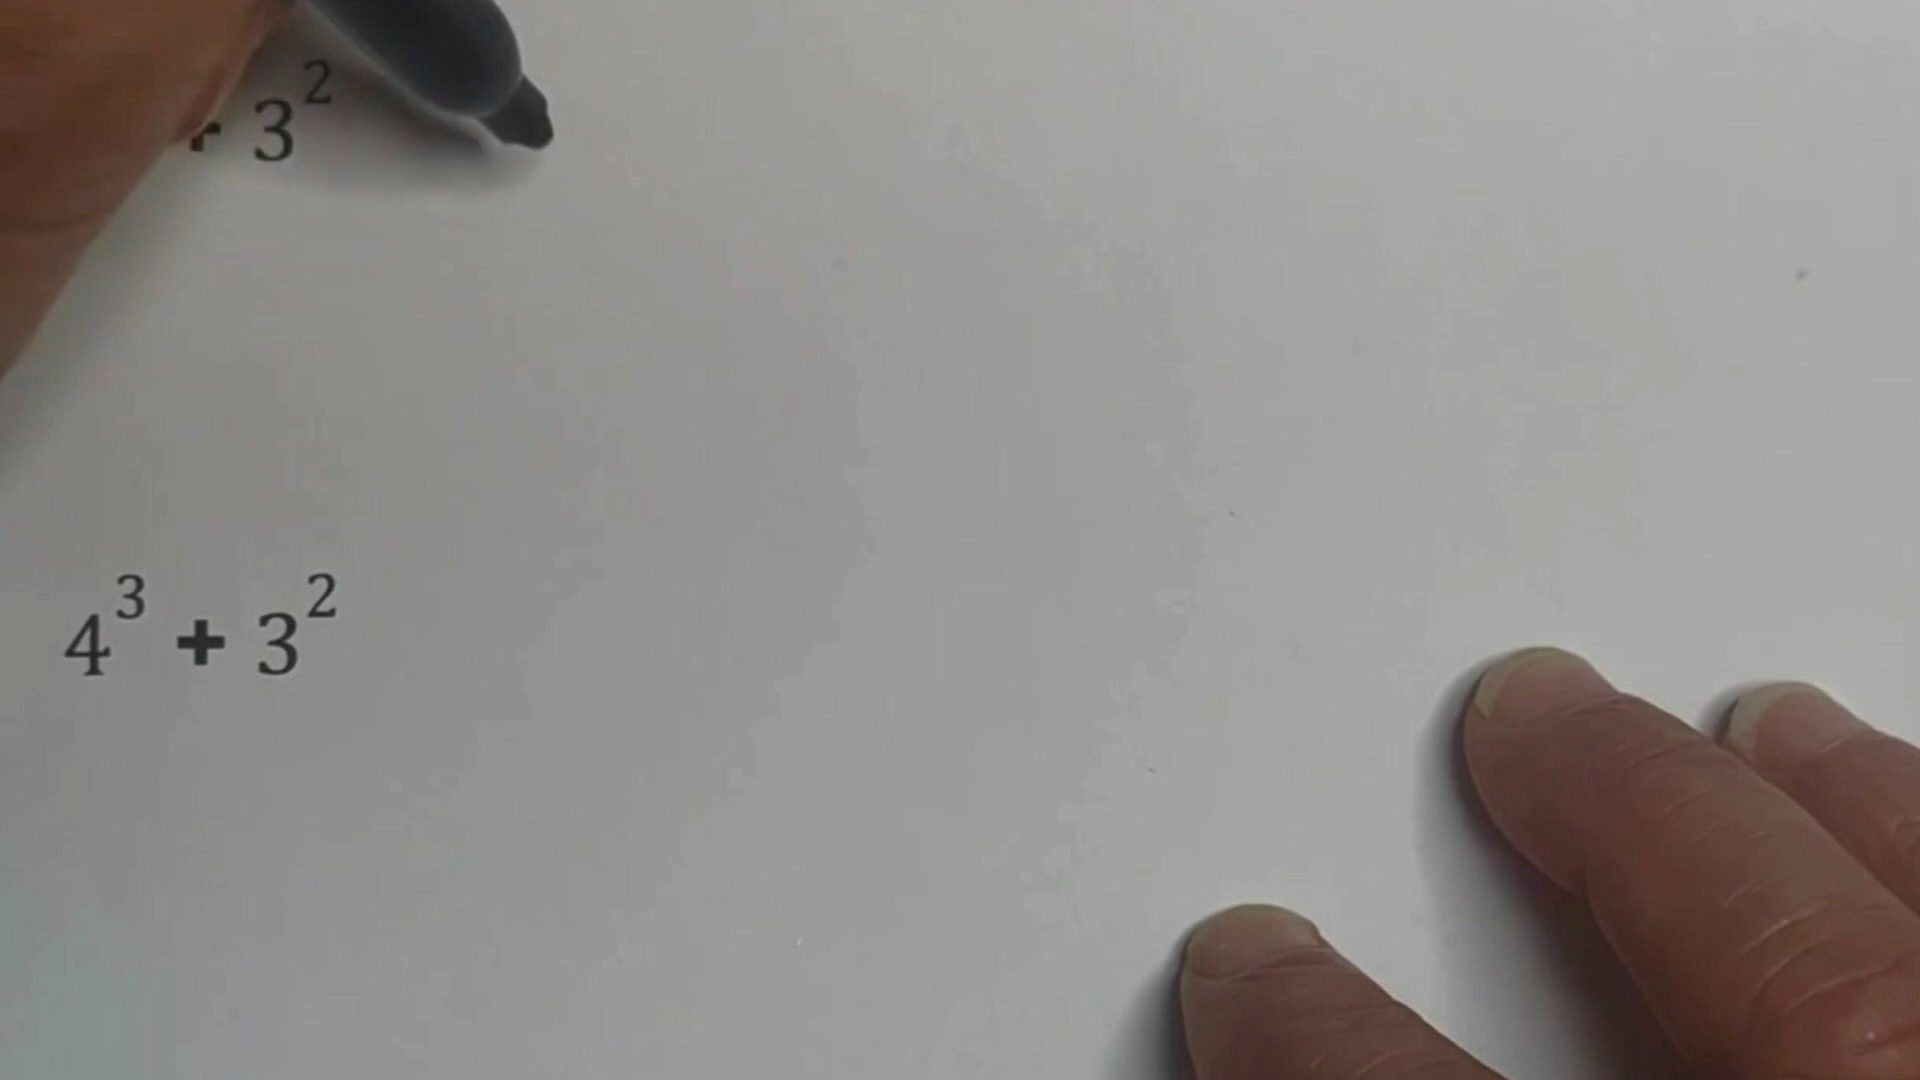 + 3²
4³ + 3²